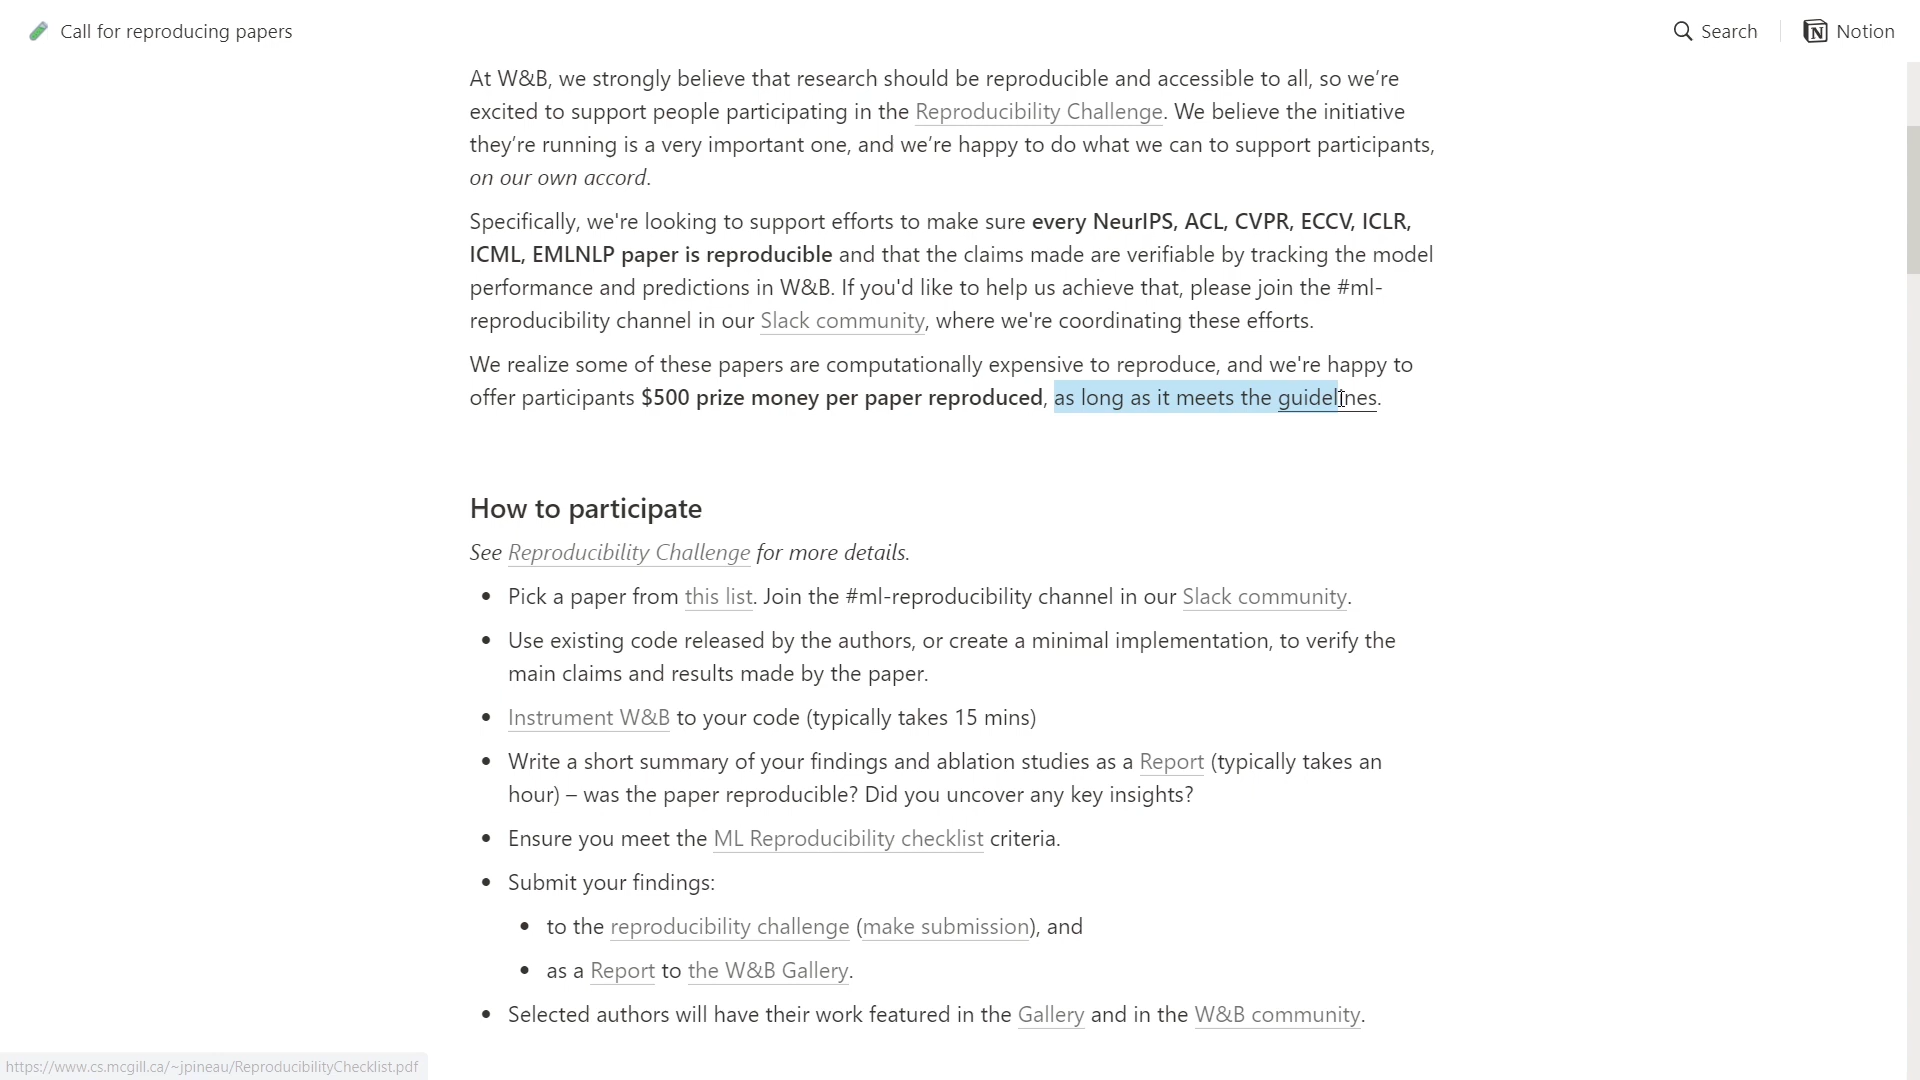 Call for reproducing papers
Search
Notion
At W&B, we strongly believe that research should be reproducible and accessible to all, so we’re
excited to support people participating in the Reproducibility Challenge. We believe the initiative
they’re running is a very important one, and we’re happy to do what we can to support participants,
on our own accord.
Specifically, we're looking to support efforts to make sure every NeurIPS, ACL, CVPR, ECCV, ICLR,
ICML, EMLNLP paper is reproducible and that the claims made are verifiable by tracking the model
performance and predictions in W&B. If you'd like to help us achieve that, please join the #ml-
reproducibility channel in our Slack community, where we're coordinating these efforts.
We realize some of these papers are computationally expensive to reproduce, and we're happy to
offer participants $500 prize money per paper reproduced, as long as it meets the guidelines.
How to participate
See Reproducibility Challenge for more details.
• Pick a paper from this list. Join the #ml-reproducibility channel in our Slack community.
• Use existing code released by the authors, or create a minimal implementation, to verify the
main claims and results made by the paper.
• Instrument W&B to your code (typically takes 15 mins)
• Write a short summary of your findings and ablation studies as a Report (typically takes an
hour) – was the paper reproducible? Did you uncover any key insights?
• Ensure you meet the ML Reproducibility checklist criteria.
• Submit your findings:
• to the reproducibility challenge (make submission), and
• as a Report to the W&B Gallery.
• Selected authors will have their work featured in the Gallery and in the W&B community.
https://www.cs.mcgill.ca/~jpineau/ReproducibilityChecklist.pdf